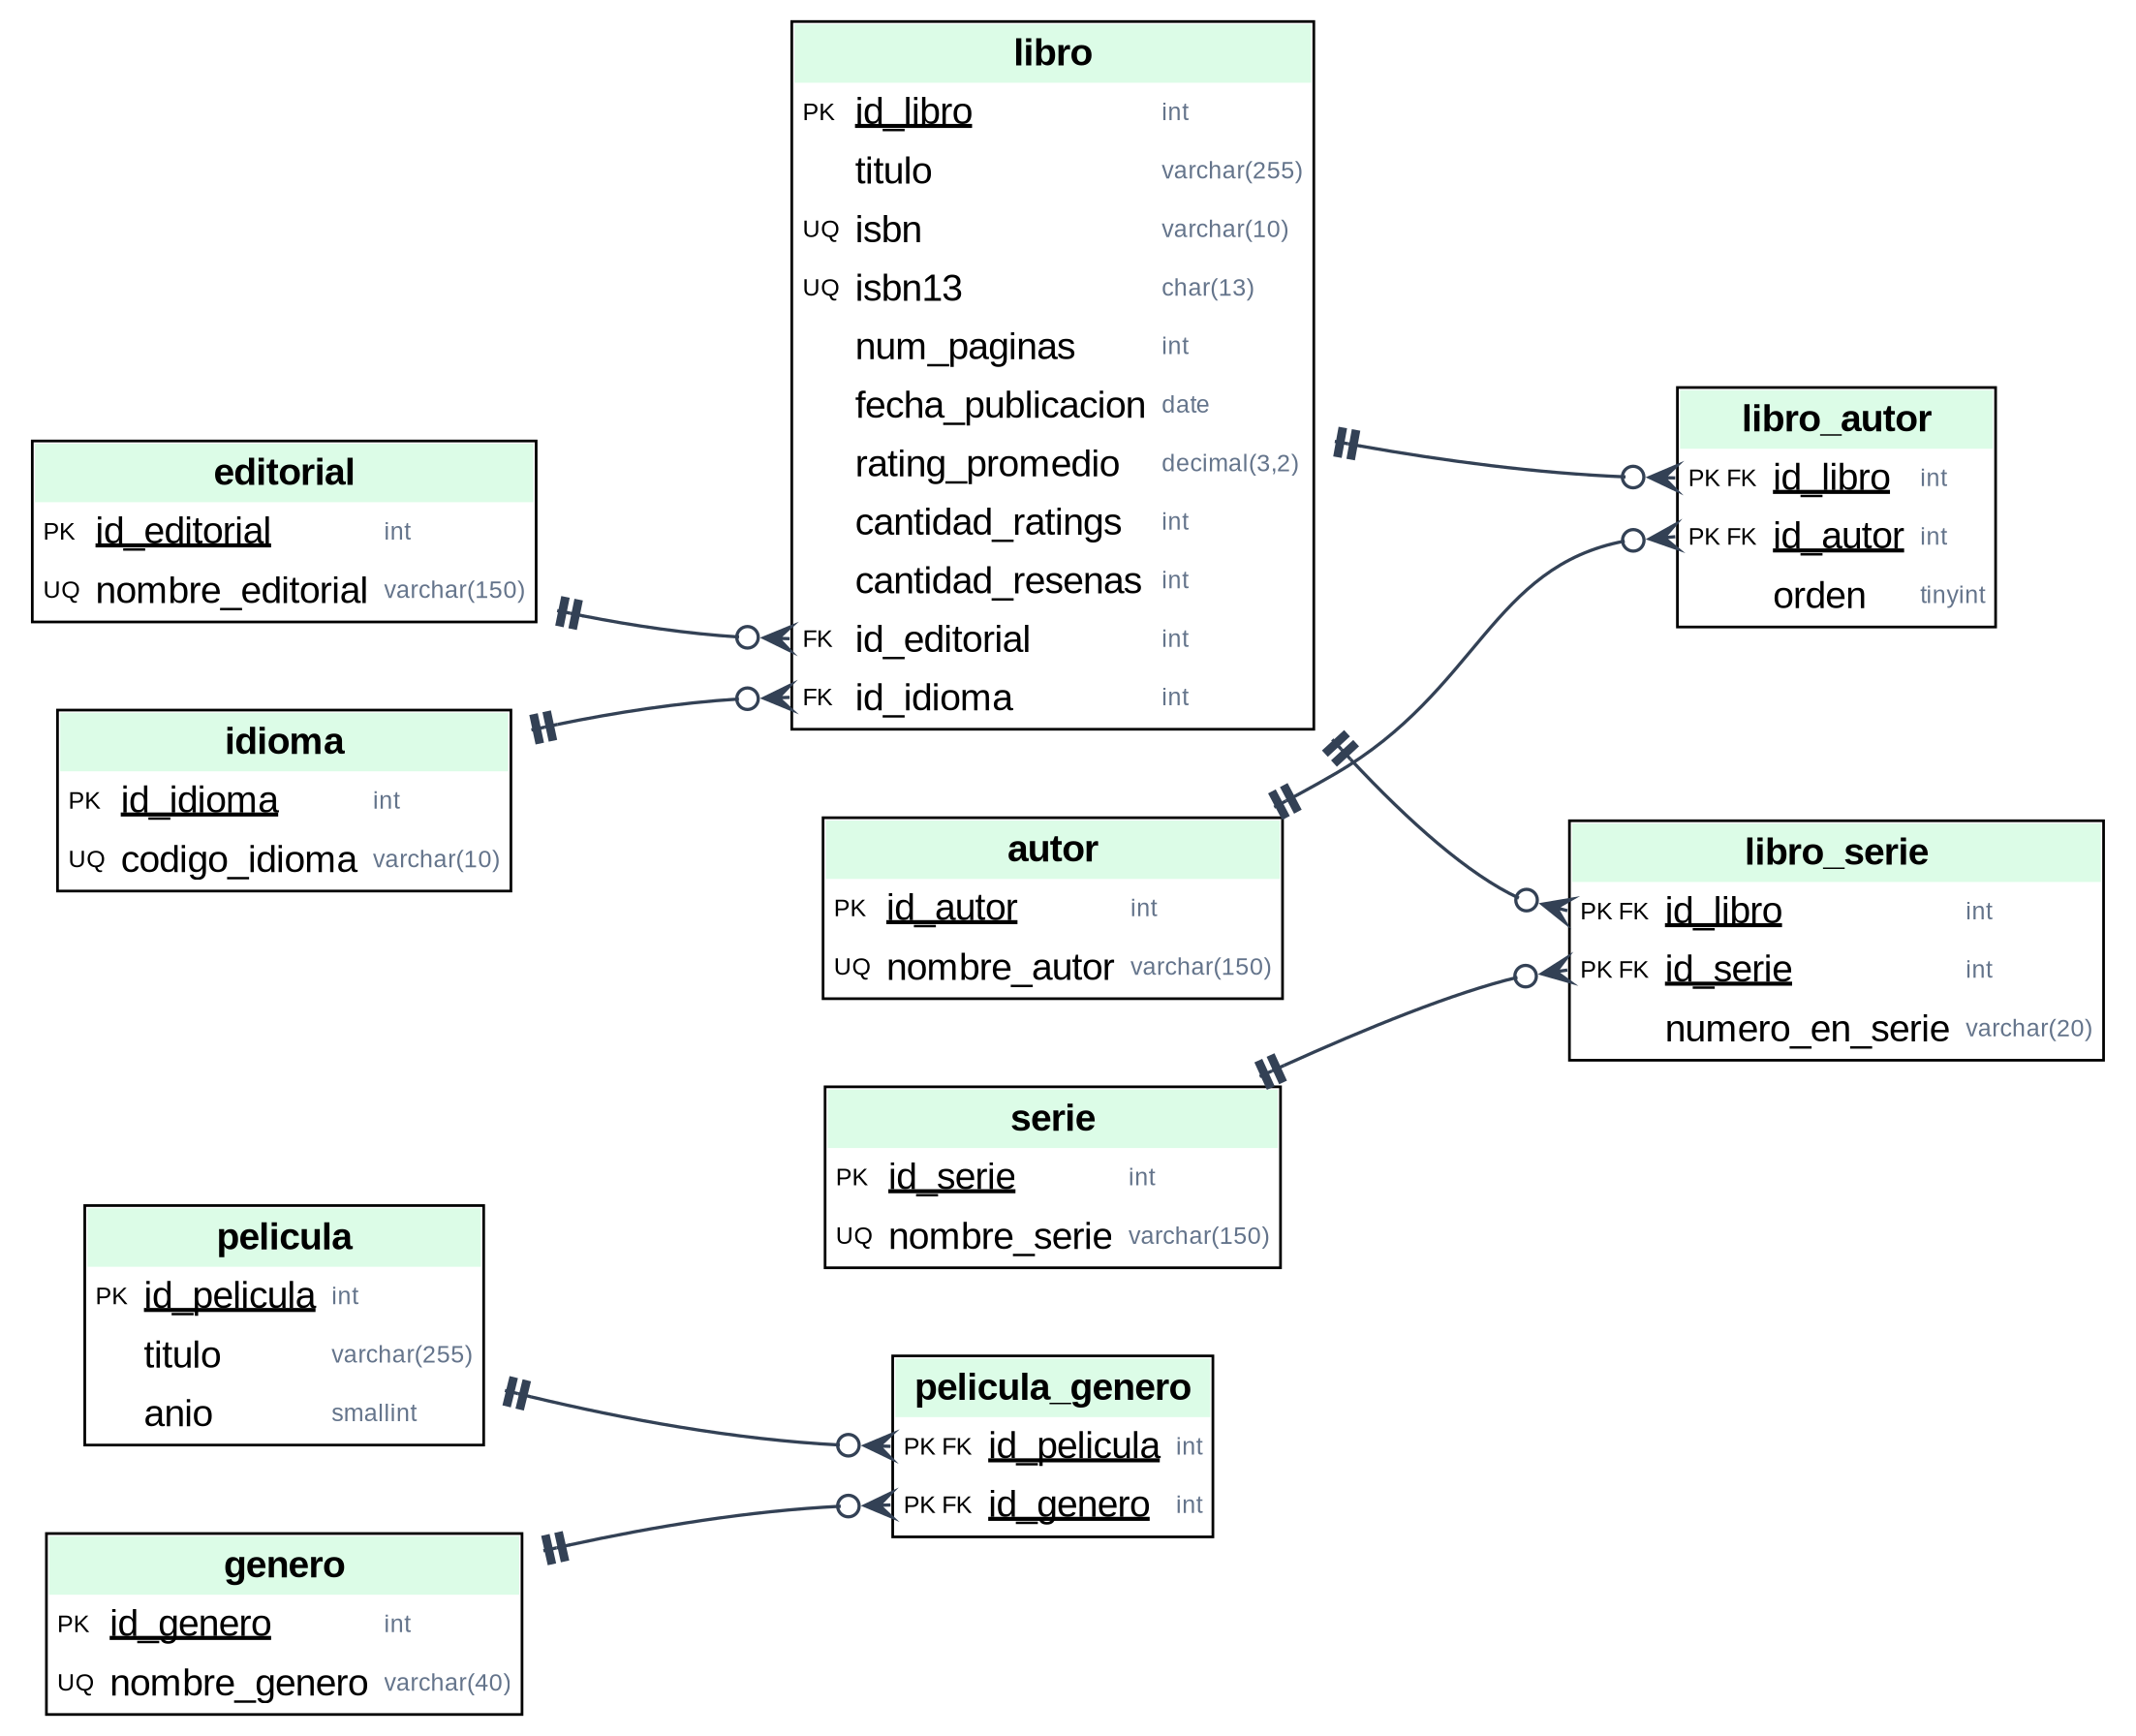 libro
PK id_libro int
titulo varchar(255)
UQ isbn varchar(10)
UQ isbn13 char(13)
num_paginas int
fecha_publicacion date
rating_promedio decimal(3,2)
cantidad_ratings int
cantidad_resenas int
FK id_editorial int
FK id_idioma int
editorial
PK id_editorial int
UQ nombre_editorial varchar(150)
idioma
PK id_idioma int
UQ codigo_idioma varchar(10)
libro_autor
PK FK id_libro int
PK FK id_autor int
orden tinyint
autor
PK id_autor int
UQ nombre_autor varchar(150)
libro_serie
PK FK id_libro int
PK FK id_serie int
numero_en_serie varchar(20)
serie
PK id_serie int
UQ nombre_serie varchar(150)
pelicula
PK id_pelicula int
titulo varchar(255)
anio smallint
pelicula_genero
PK FK id_pelicula int
PK FK id_genero int
genero
PK id_genero int
UQ nombre_genero varchar(40)